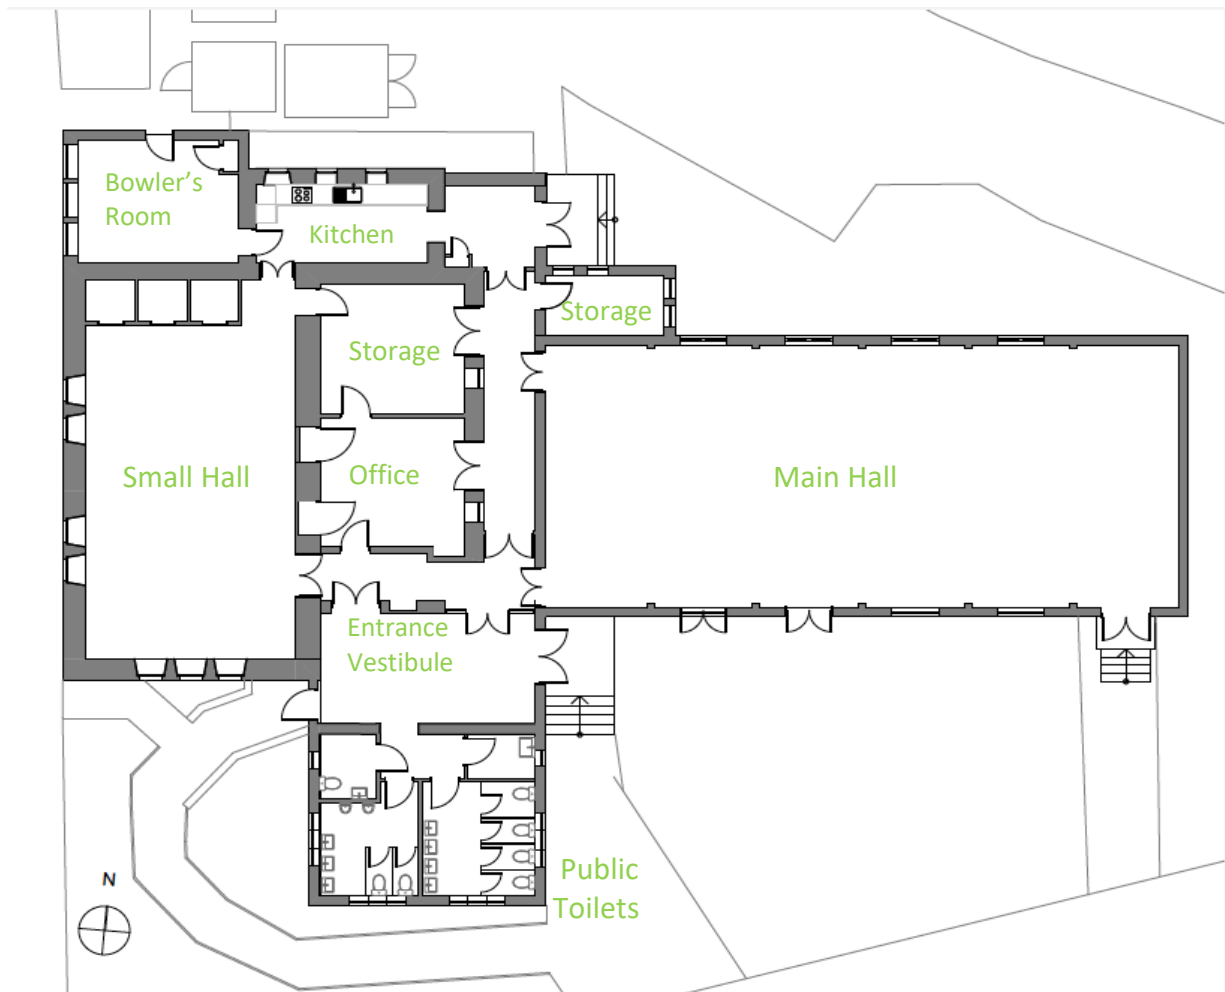 Bowler's
Room
Kitchen
Storage
Storage
Small Hall
Office
Main Hall
Entrance
Vestibule
Public
Toilets
N